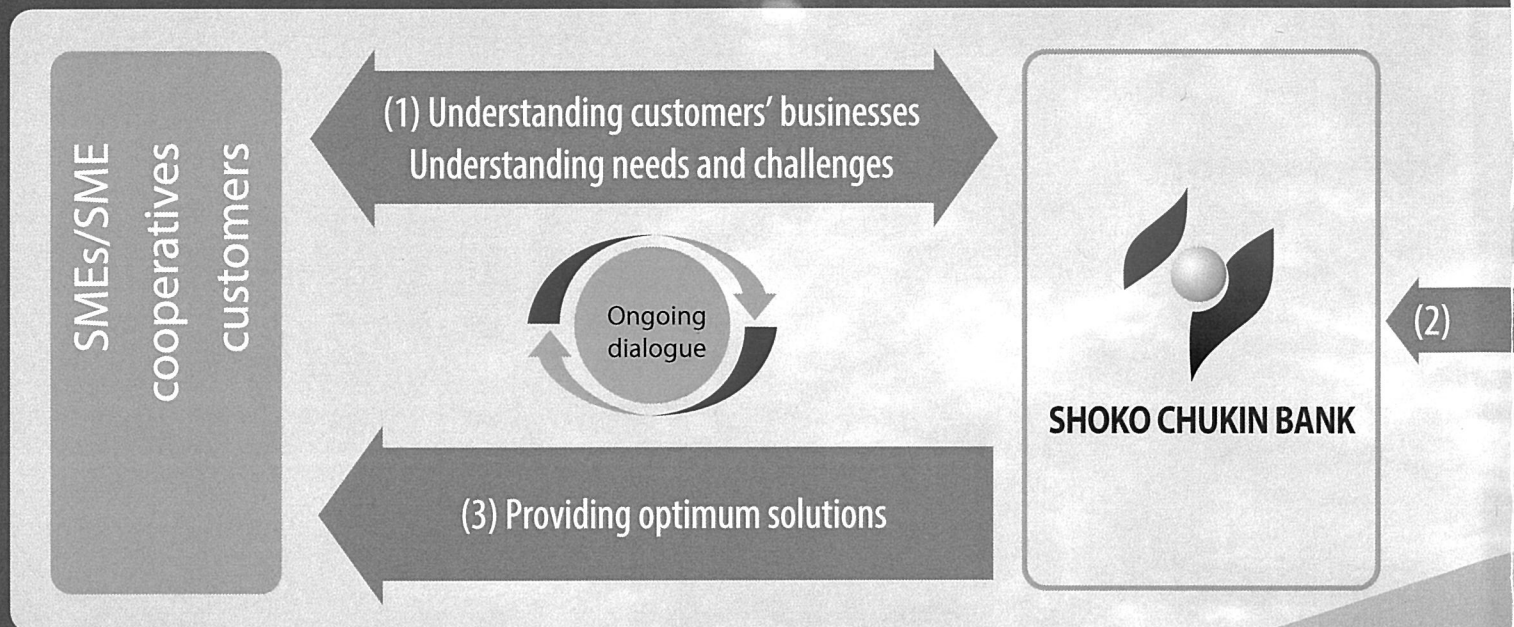 SMEs/SME
cooperatives
customers
(1) Understanding customers' businesses
Understanding needs and challenges
Ongoing
dialogue
(3) Providing optimum solutions
SHOKO CHUKIN BANK
(2)